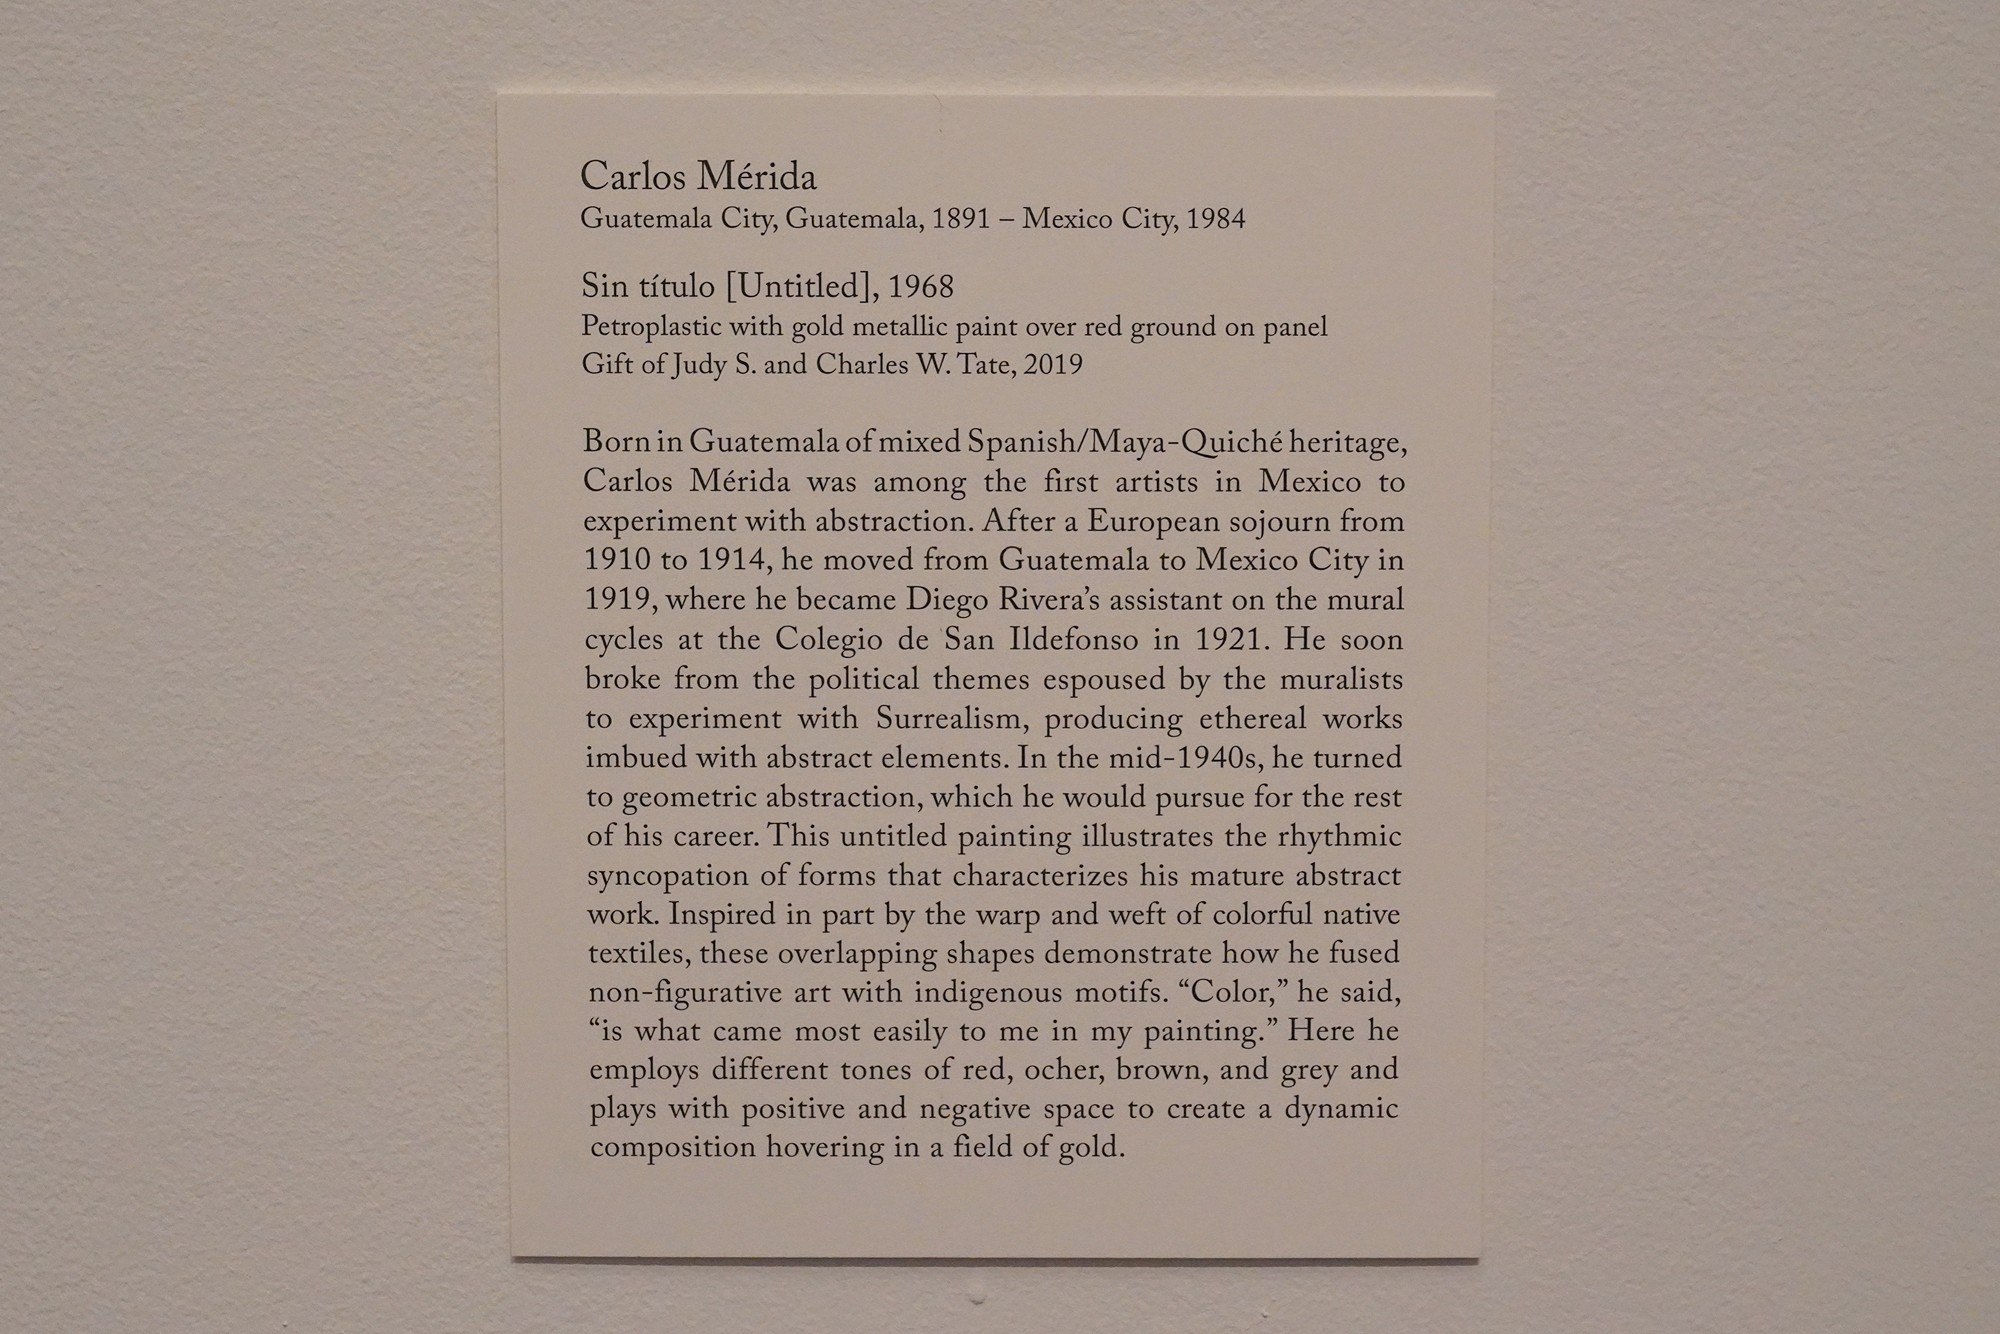 Carlos Mérida
Guatemala City, Guatemala, 1891 – Mexico City, 1984
Sin título [Untitled], 1968
Petroplastic with gold metallic paint over red ground on panel
Gift of Judy S. and Charles W. Tate, 2019
Born in Guatemala of mixed Spanish/Maya-Quiché heritage,
Carlos Mérida was among the first artists in Mexico to
experiment with abstraction. After a European sojourn from
1910 to 1914, he moved from Guatemala to Mexico City in
1919, where he became Diego Rivera’s assistant on the mural
cycles at the Colegio de San Ildefonso in 1921. He soon
broke from the political themes espoused by the muralists
to experiment with Surrealism, producing ethereal works
imbued with abstract elements. In the mid-1940s, he turned
to geometric abstraction, which he would pursue for the rest
of his career. This untitled painting illustrates the rhythmic
syncopation of forms that characterizes his mature abstract
work. Inspired in part by the warp and weft of colorful native
textiles, these overlapping shapes demonstrate how he fused
non-figurative art with indigenous motifs. “Color,” he said,
“is what came most easily to me in my painting.” Here he
employs different tones of red, ocher, brown, and grey and
plays with positive and negative space to create a dynamic
composition hovering in a field of gold.